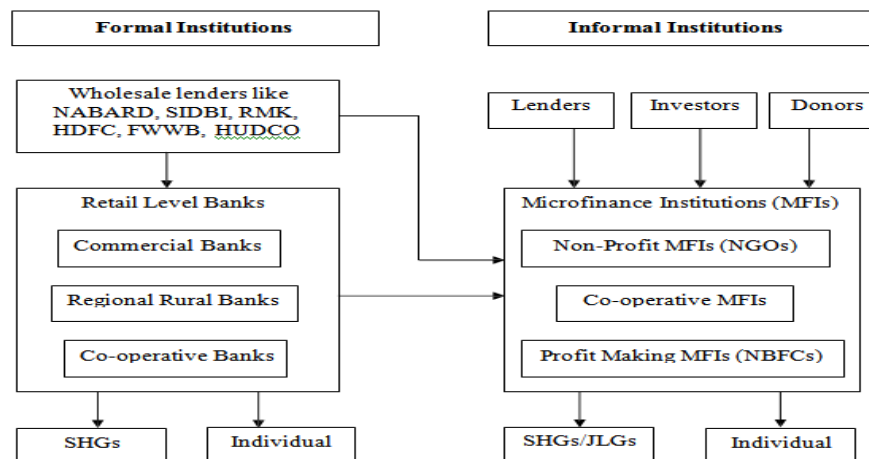 Formal Institutions
Informal Institutions
Wholesale lenders like
NABARD, SIDBI, RMK,
HDFC, FWWB, HUDCO
Lenders
Investors
Donors
Retail Level Banks
Commercial Banks
Regional Rural Banks
Co-operative Banks
Microfinance Institutions (MFIs)
Non-Profit MFIs (NGOs)
Co-operative MFIs
Profit Making MFIs (NBFCs)
SHGs
Individual
SHGs/JLGs
Individual